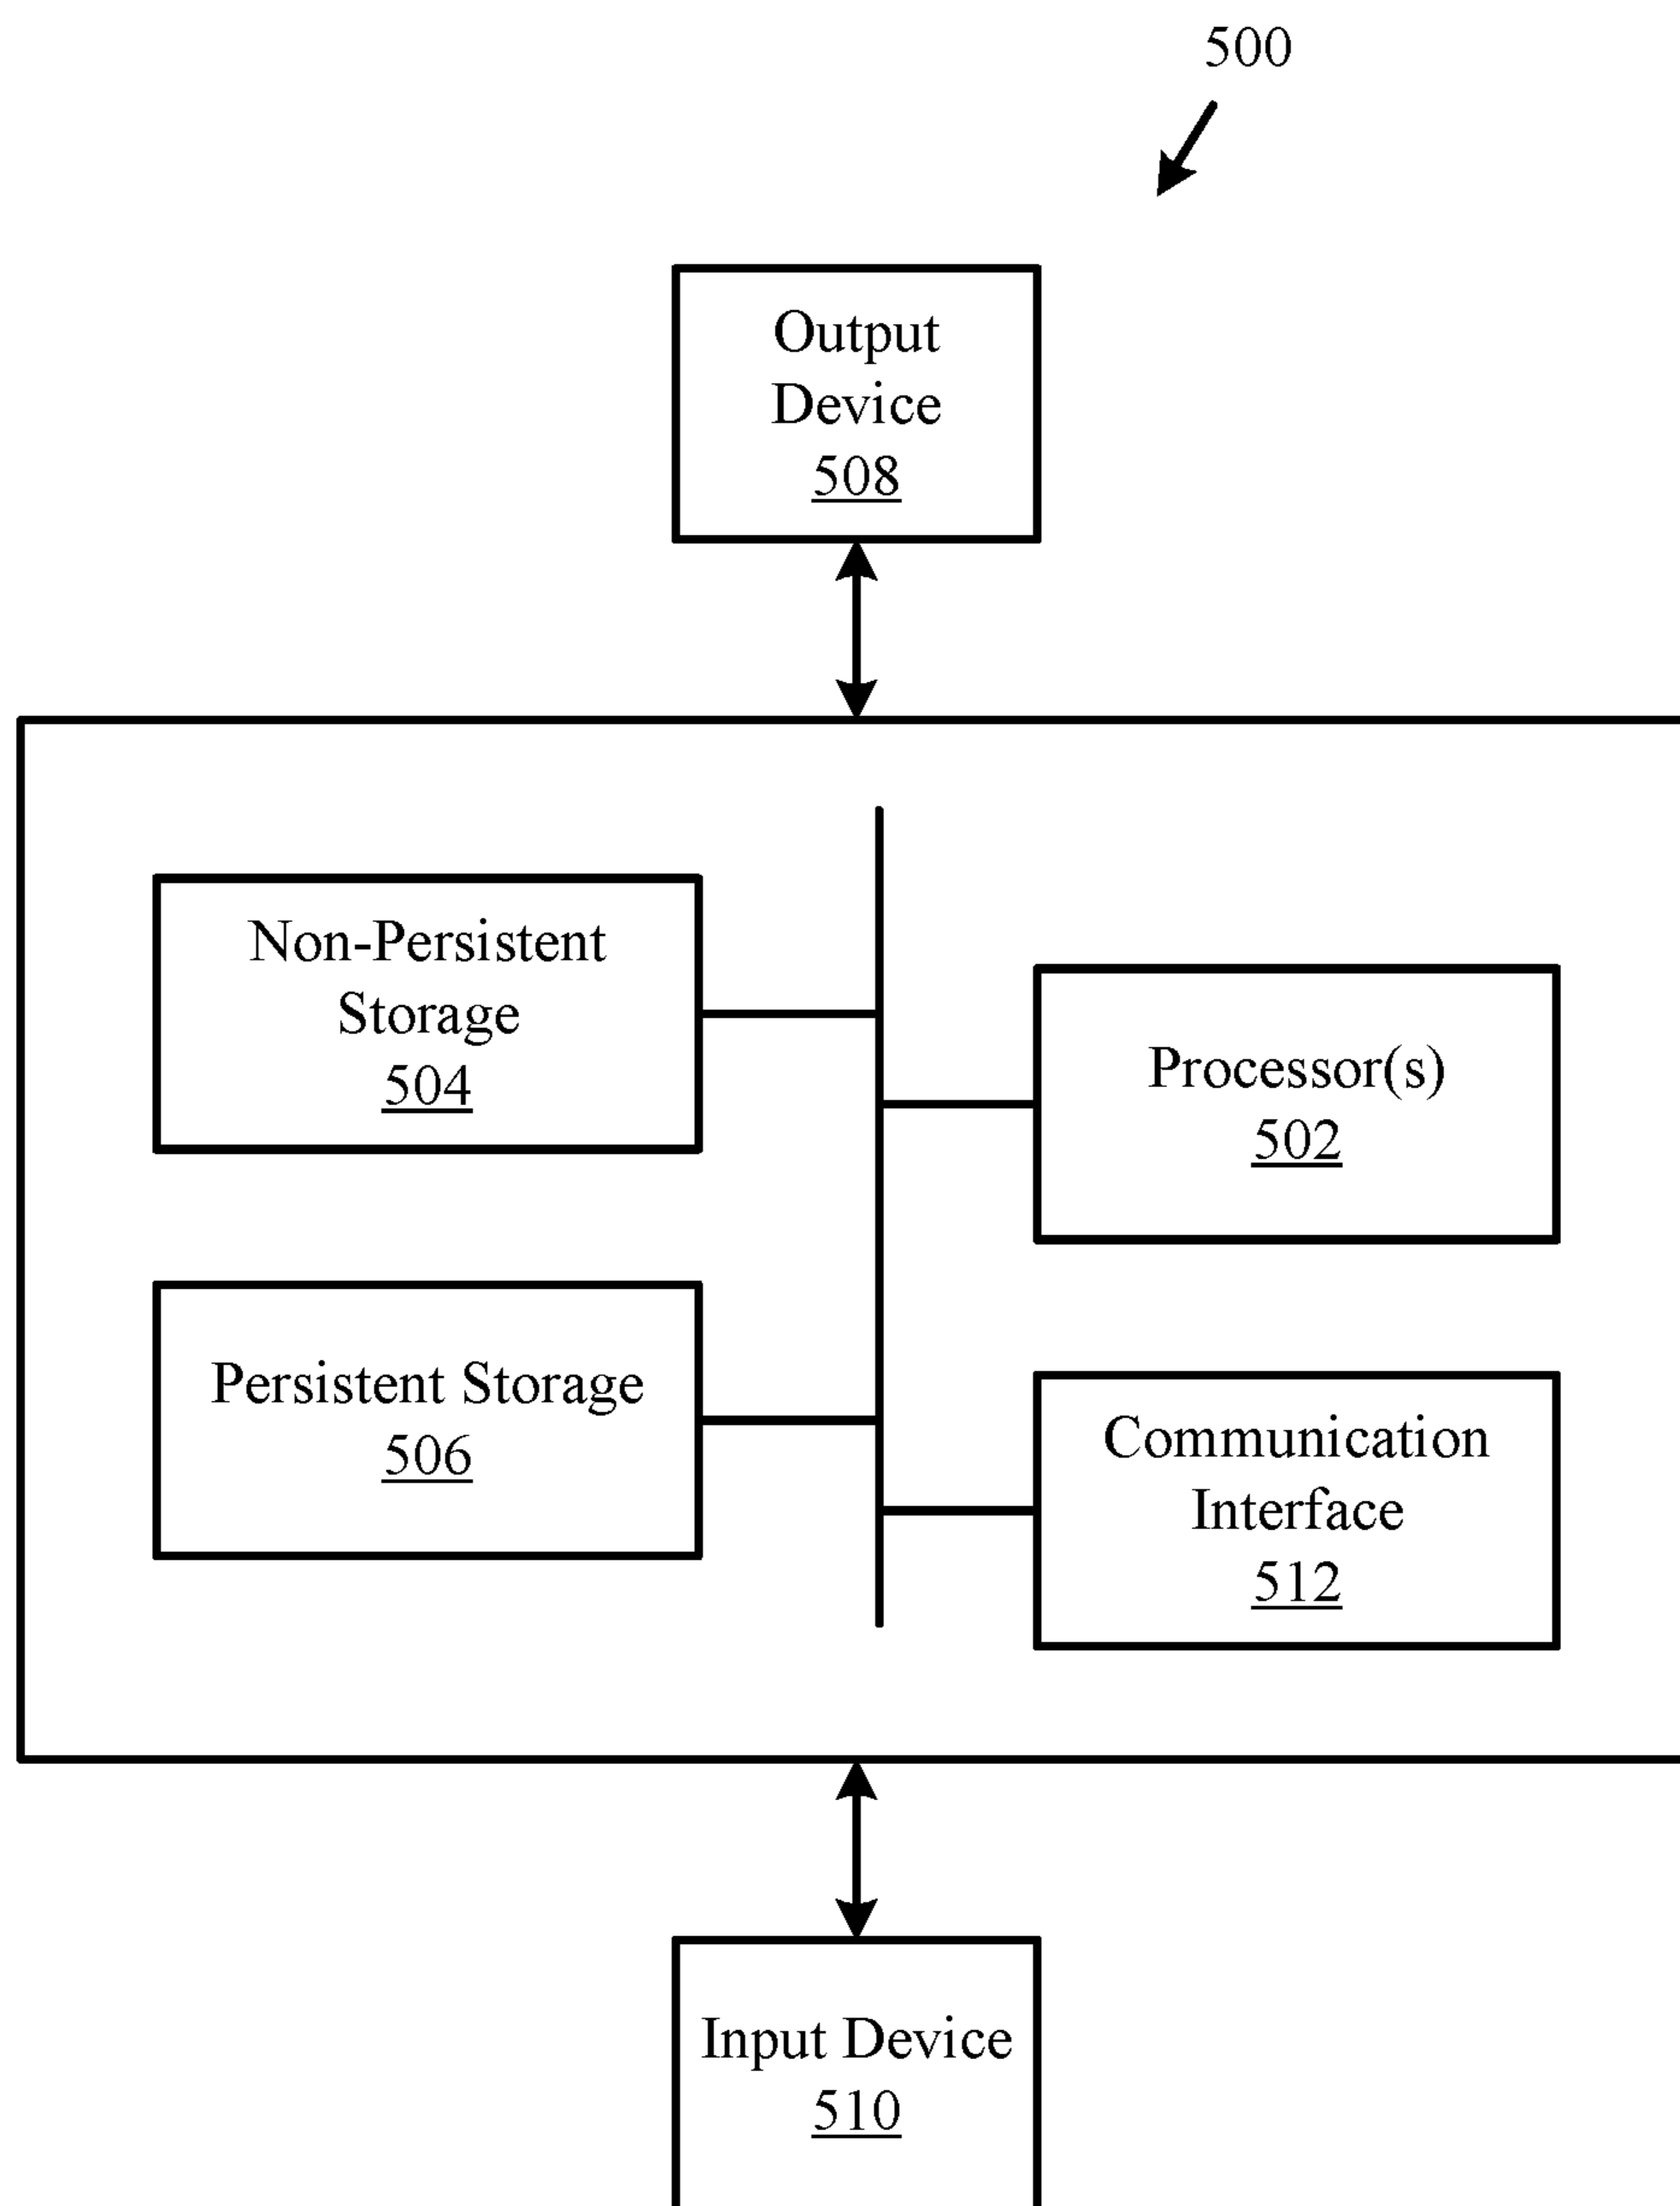 500
Output
Device
508
Non-Persistent
Storage
504
Processor(s)
502
Persistent Storage
506
Communication
Interface
512
Input Device
510